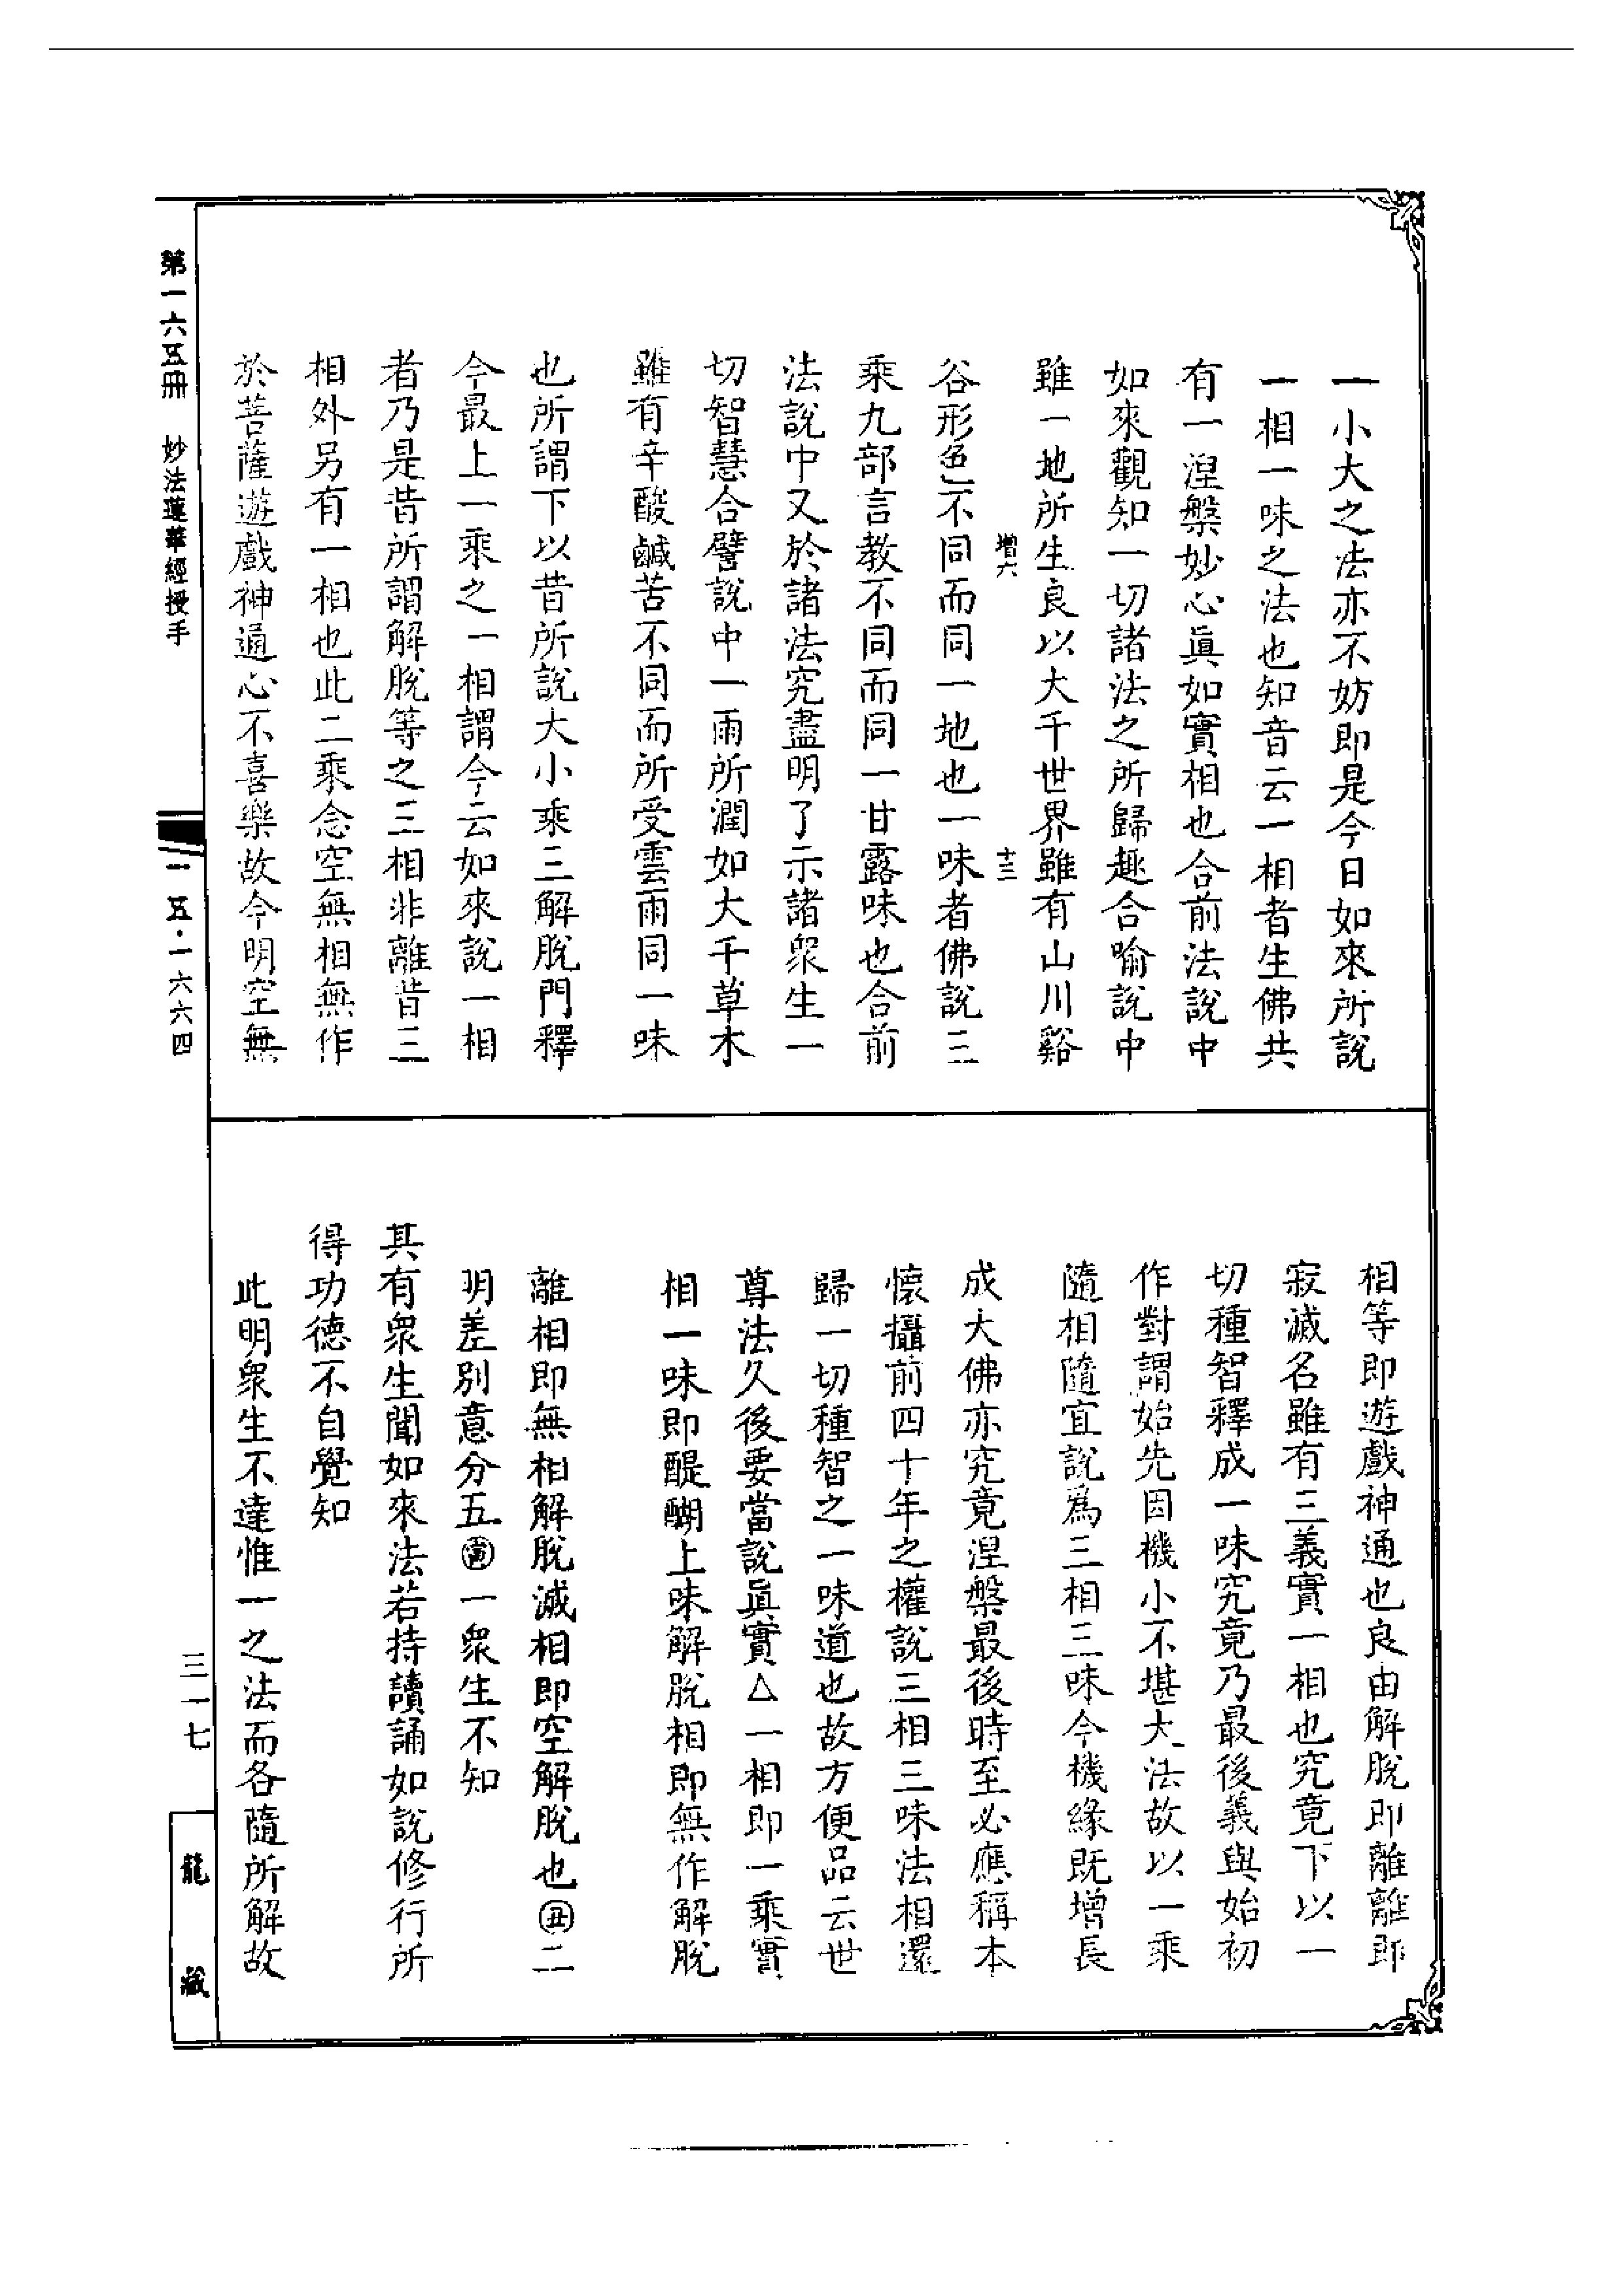 一小大之法亦不妨即是今日如來所說
一相一味之法也知音云一相者生佛共
有一涅槃妙心眞如實相也合前法說中
如來觀知一切諸法之所歸趣合喻說中
雖一地所生良以大千世界雖有山川谿
增六 十三
谷形色不同而同一地也一味者佛說三
乘九部言教不同而同一甘露味也合前
法說中又於諸法究盡明了示諸衆生一
切智慧合譬說中一雨所潤如大千草木
雖有辛酸鹹苦不同而所受雲雨同一味
也所謂下以昔所說大小乘三解脫門釋
今最上一乘之一相謂今云如來說一相
者乃是昔所謂解脫等之三相非離昔三
相外另有一相也此二乘念空無相無作
於菩薩遊戲神通心不喜樂故今明空無
相等即遊戲神通也良由解脫即離離即
寂滅名雖有三義實一相也究竟下以一
切種智釋成一味究竟乃最後義與始初
作對謂始先因機小不堪大法故以一乘
隨相隨宜說爲三相三味今機緣既增長
成大佛亦究竟涅槃最後時至必應稱本
懷攝前四十年之權說三相三味法相還
歸一切種智之一味道也故方便品云世
尊法久後要當說眞實△一相即一乘實
相一味即醍醐上味解脫相即無作解脫
離相即無相解脫滅相即空解脫也㊄二
明差別意分五㊀一衆生不知
其有衆生聞如來法若持讀誦如說修行所
得功德不自覺知
此明衆生不達惟一之法而各隨所解故
第一六五冊 妙法蓮華經授手
一五·一六六四
三一七
龍藏